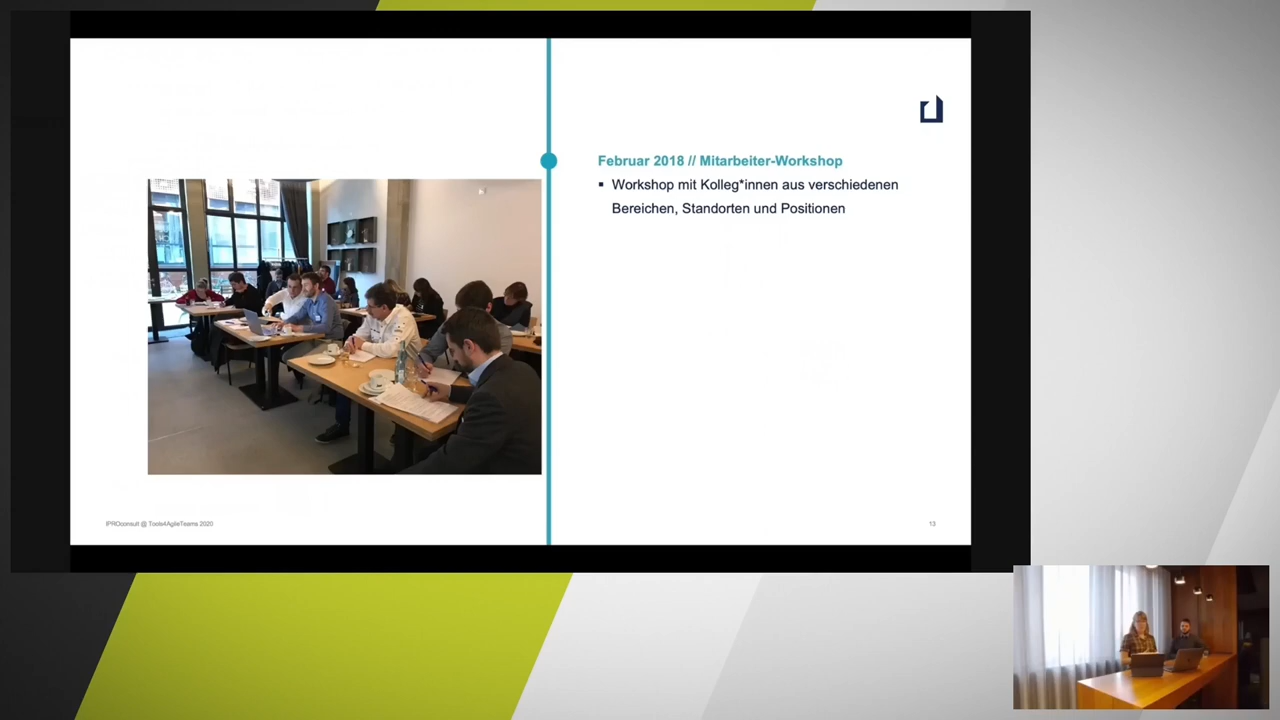 Februar 2018 // Mitarbeiter-Workshop
▪ Workshop mit Kolleg*innen aus verschiedenen
Bereichen, Standorten und Positionen
IPROconsult @ Tools4AgileTeams 2020
13